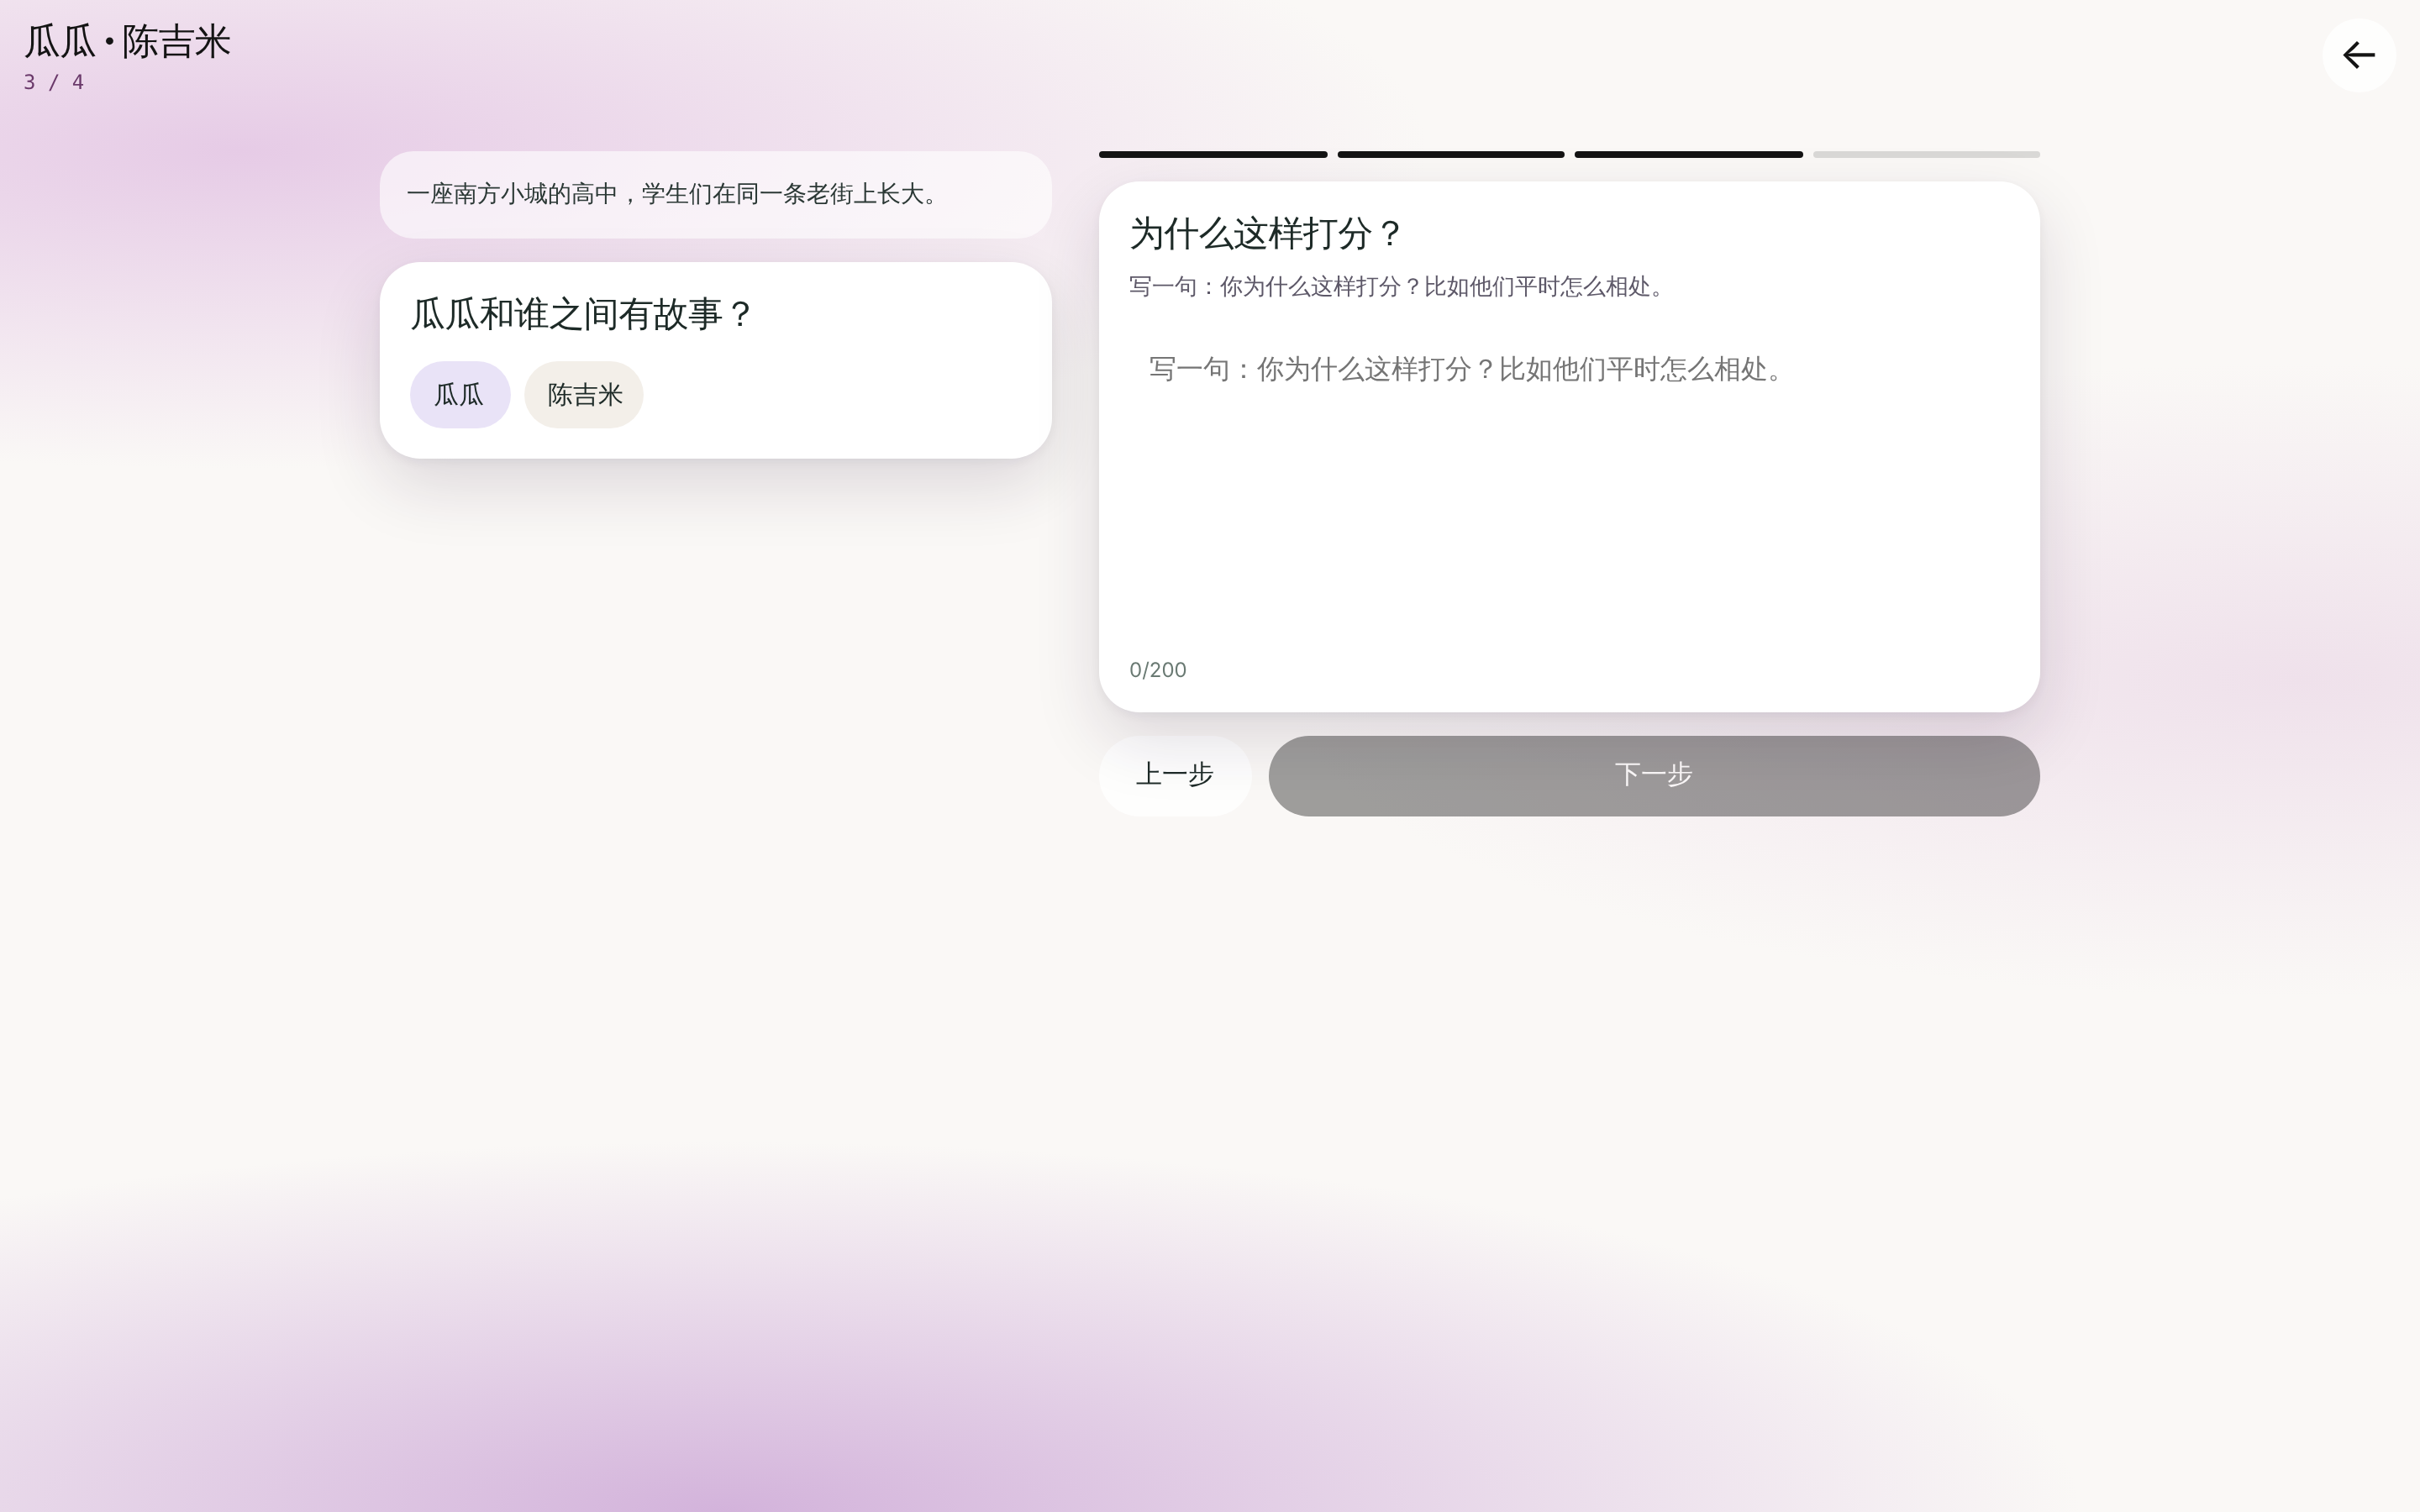 瓜瓜·陈吉米
3 / 4
一座南方小城的高中，学生们在同一条老街上长大。
瓜瓜和谁之间有故事？
瓜瓜
陈吉米
为什么这样打分？
写一句：你为什么这样打分？比如他们平时怎么相处。
写一句：你为什么这样打分？比如他们平时怎么相处。
0/200
上一步
下一步